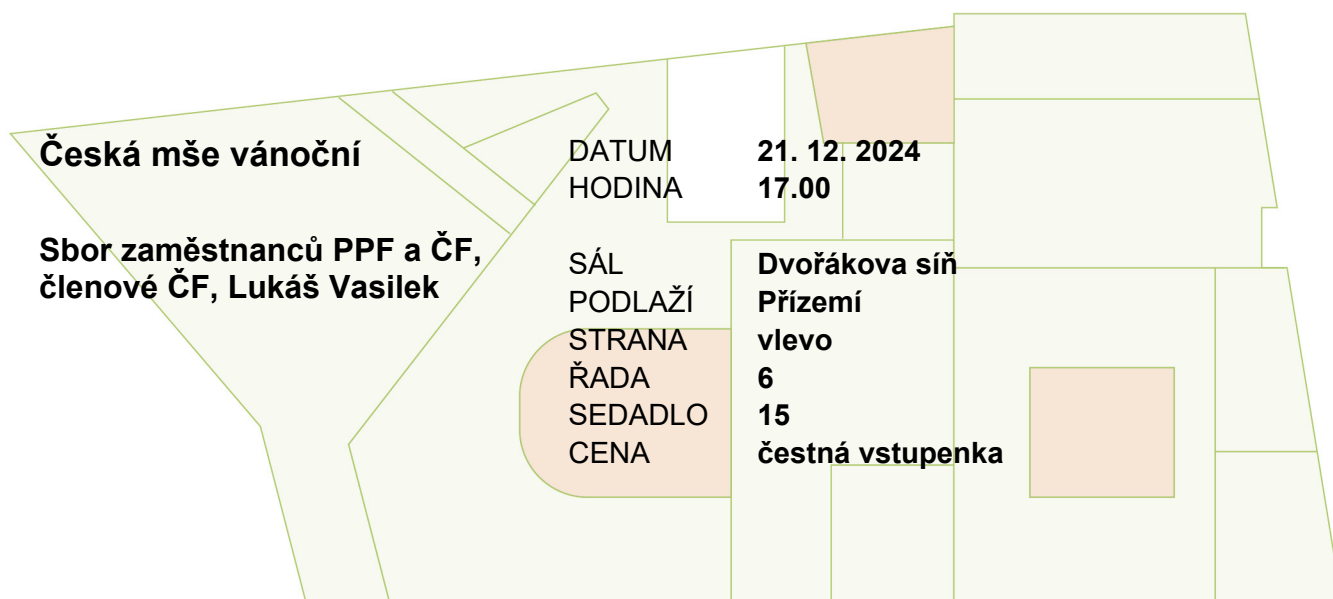 Česká mše vánoční
Sbor zaměstnanců PPF a ČF,
členové ČF, Lukáš Vasilek
DATUM 21. 12. 2024
HODINA 17.00
SÁL Dvořákova síň
PODLAŽÍ Přízemí
STRANA vlevo
ŘADA 6
SEDADLO 15
CENA čestná vstupenka